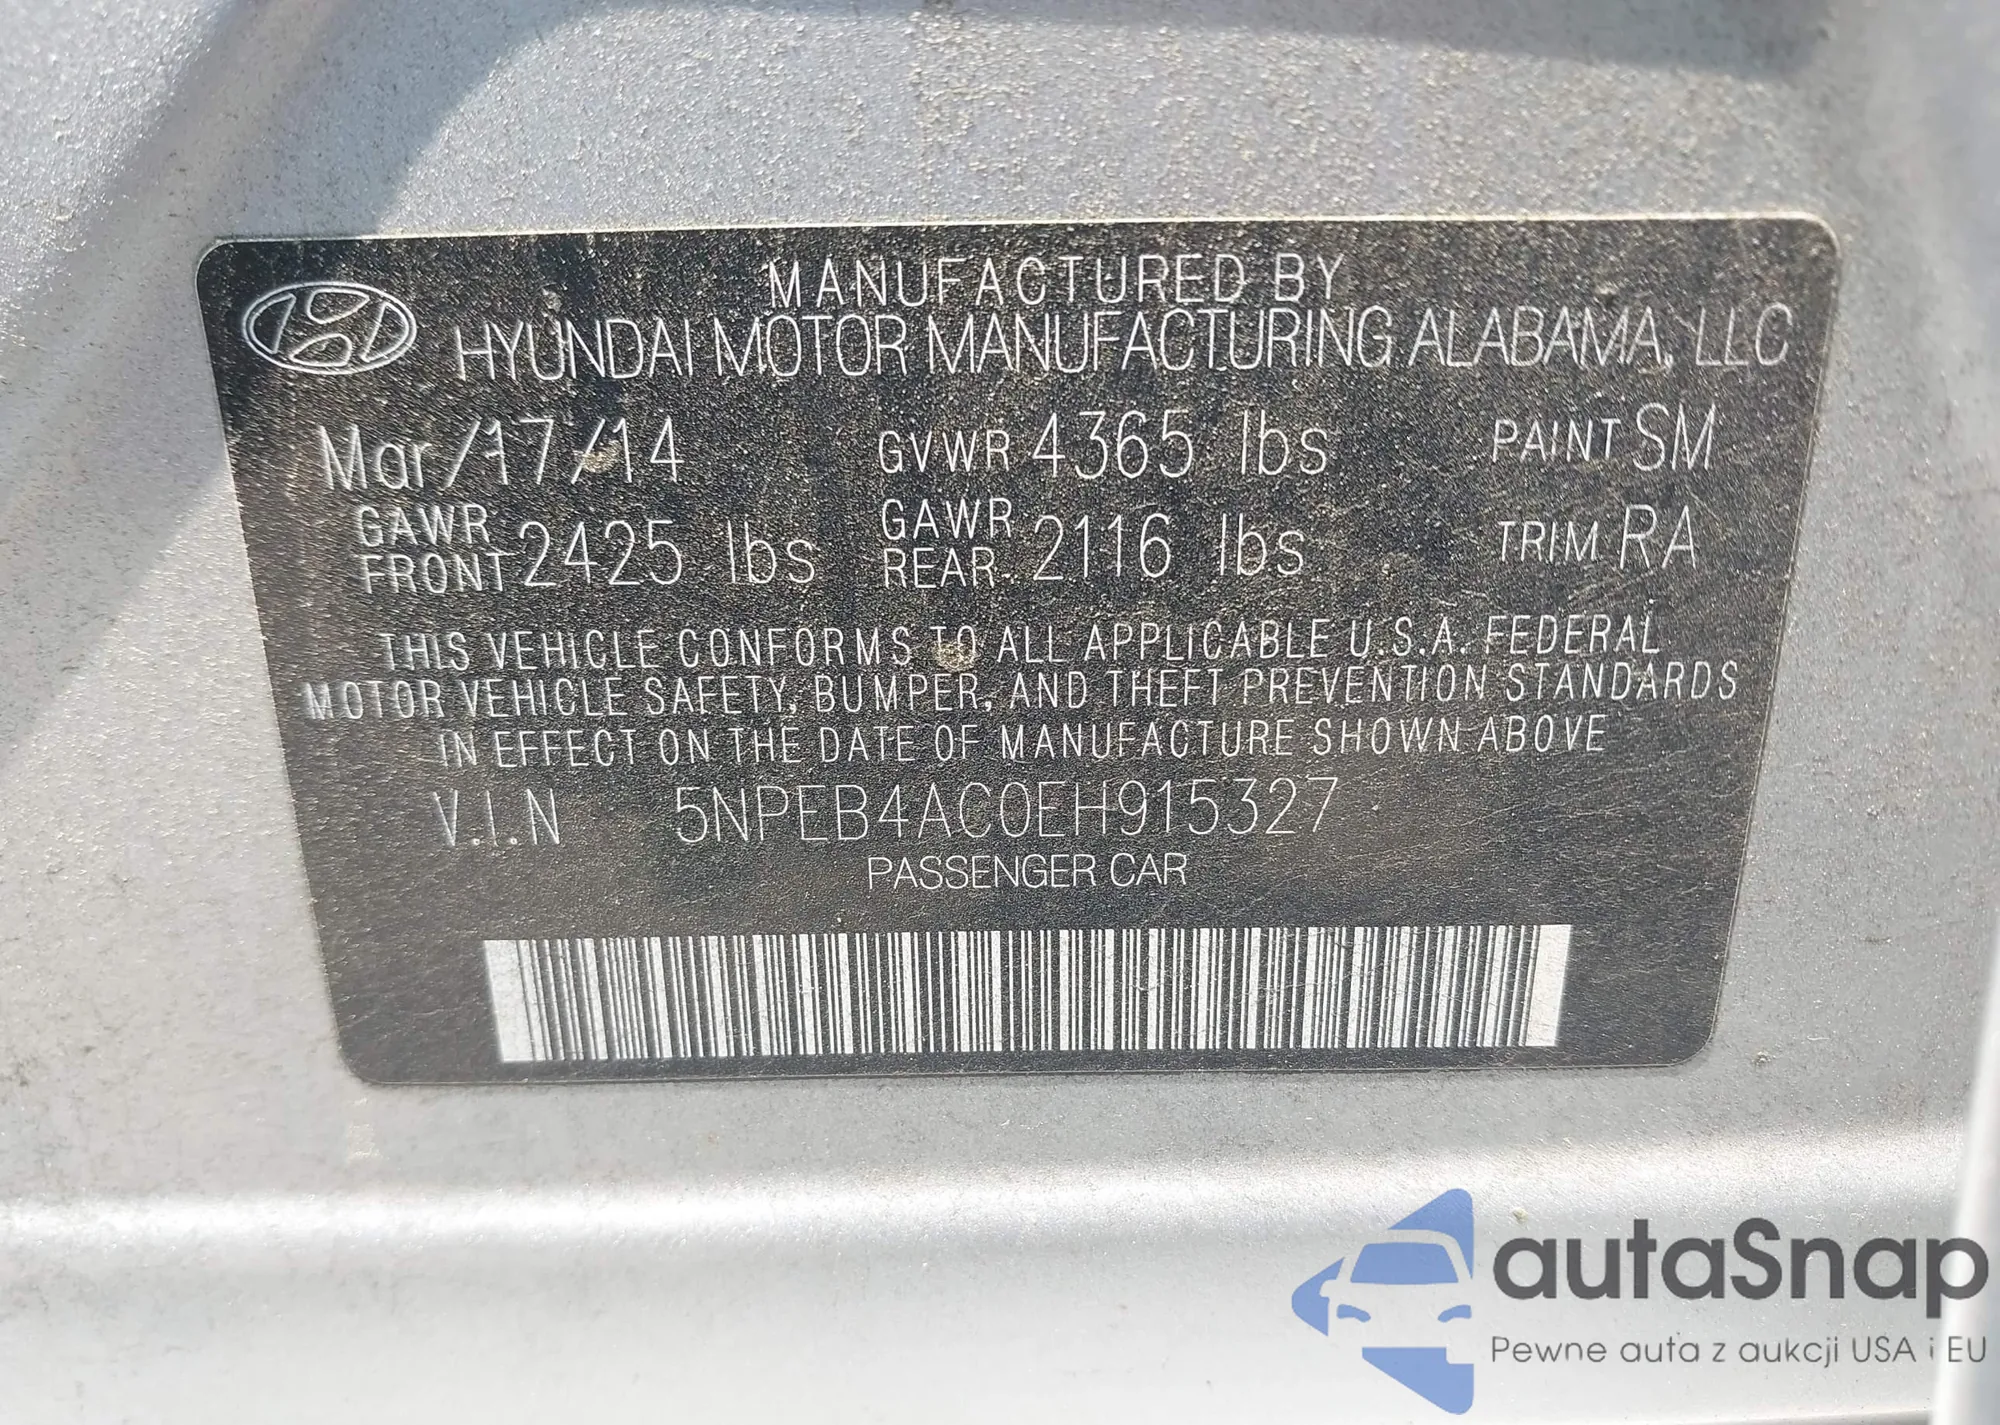 MANUFACTURED BY
HYUNDAI MOTOR MANUFACTURING ALABAMA, LLC
Mar/17/14 GVWR 4365 lbs PAINT SM
GAWR FRONT 2425 lbs GAWR REAR 2116 lbs TRIM RA
THIS VEHICLE CONFORMS TO ALL APPLICABLE U.S.A. FEDERAL
MOTOR VEHICLE SAFETY, BUMPER, AND THEFT PREVENTION STANDARDS
IN EFFECT ON THE DATE OF MANUFACTURE SHOWN ABOVE
V.I.N 5NPEB4AC0EH915327
PASSENGER CAR
autaSnap
Pewne auta z aukcji USA i EU